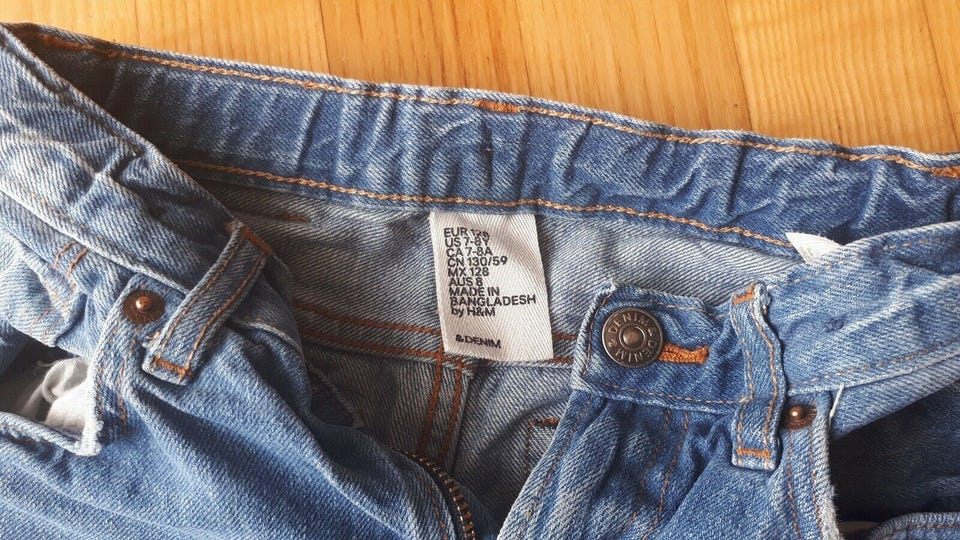 EUR 128
US 7-8Y
CA 7-8A
CN 130/59
MX 128
AUS 8
MADE IN
BANGLADESH
by H&M
&DENIM
&DENIM DENIM